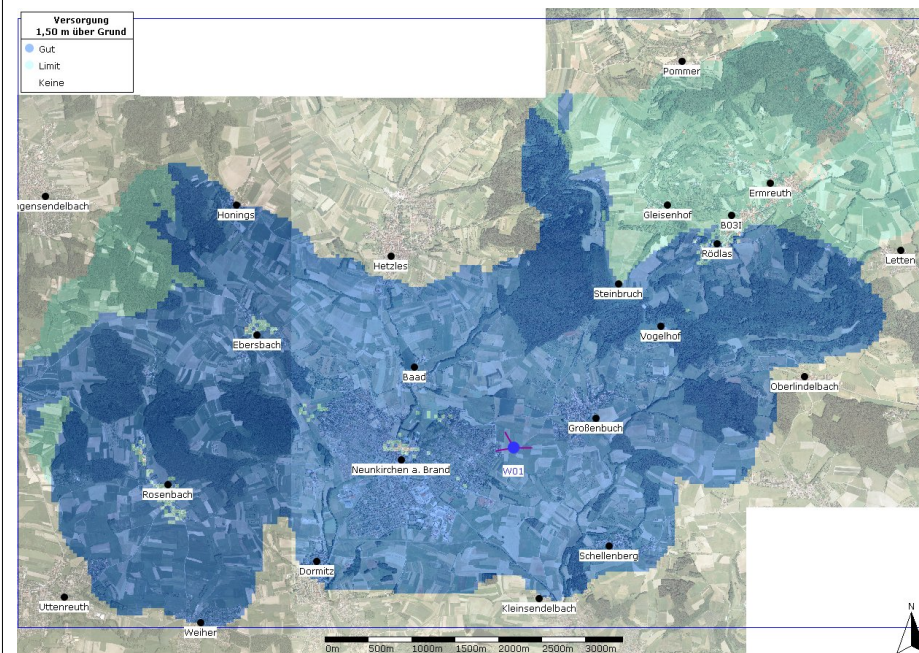 Versorgung
1,50 m über Grund
Gut
Limit
Keine
Pommer
ngensendelbach
Honings
Ermreuth
Gleisenhof
B03I
Hetzles
Rödlas
Letten
Steinbruch
Ebersbach
Vogelhof
Baad
Oberlindelbach
Großenbuch
Neunkirchen a. Brand
W01
Rosenbach
Schellenberg
Dormitz
Uttenreuth
Kleinsendelbach
Weiher
N
0m 500m 1000m 1500m 2000m 2500m 3000m